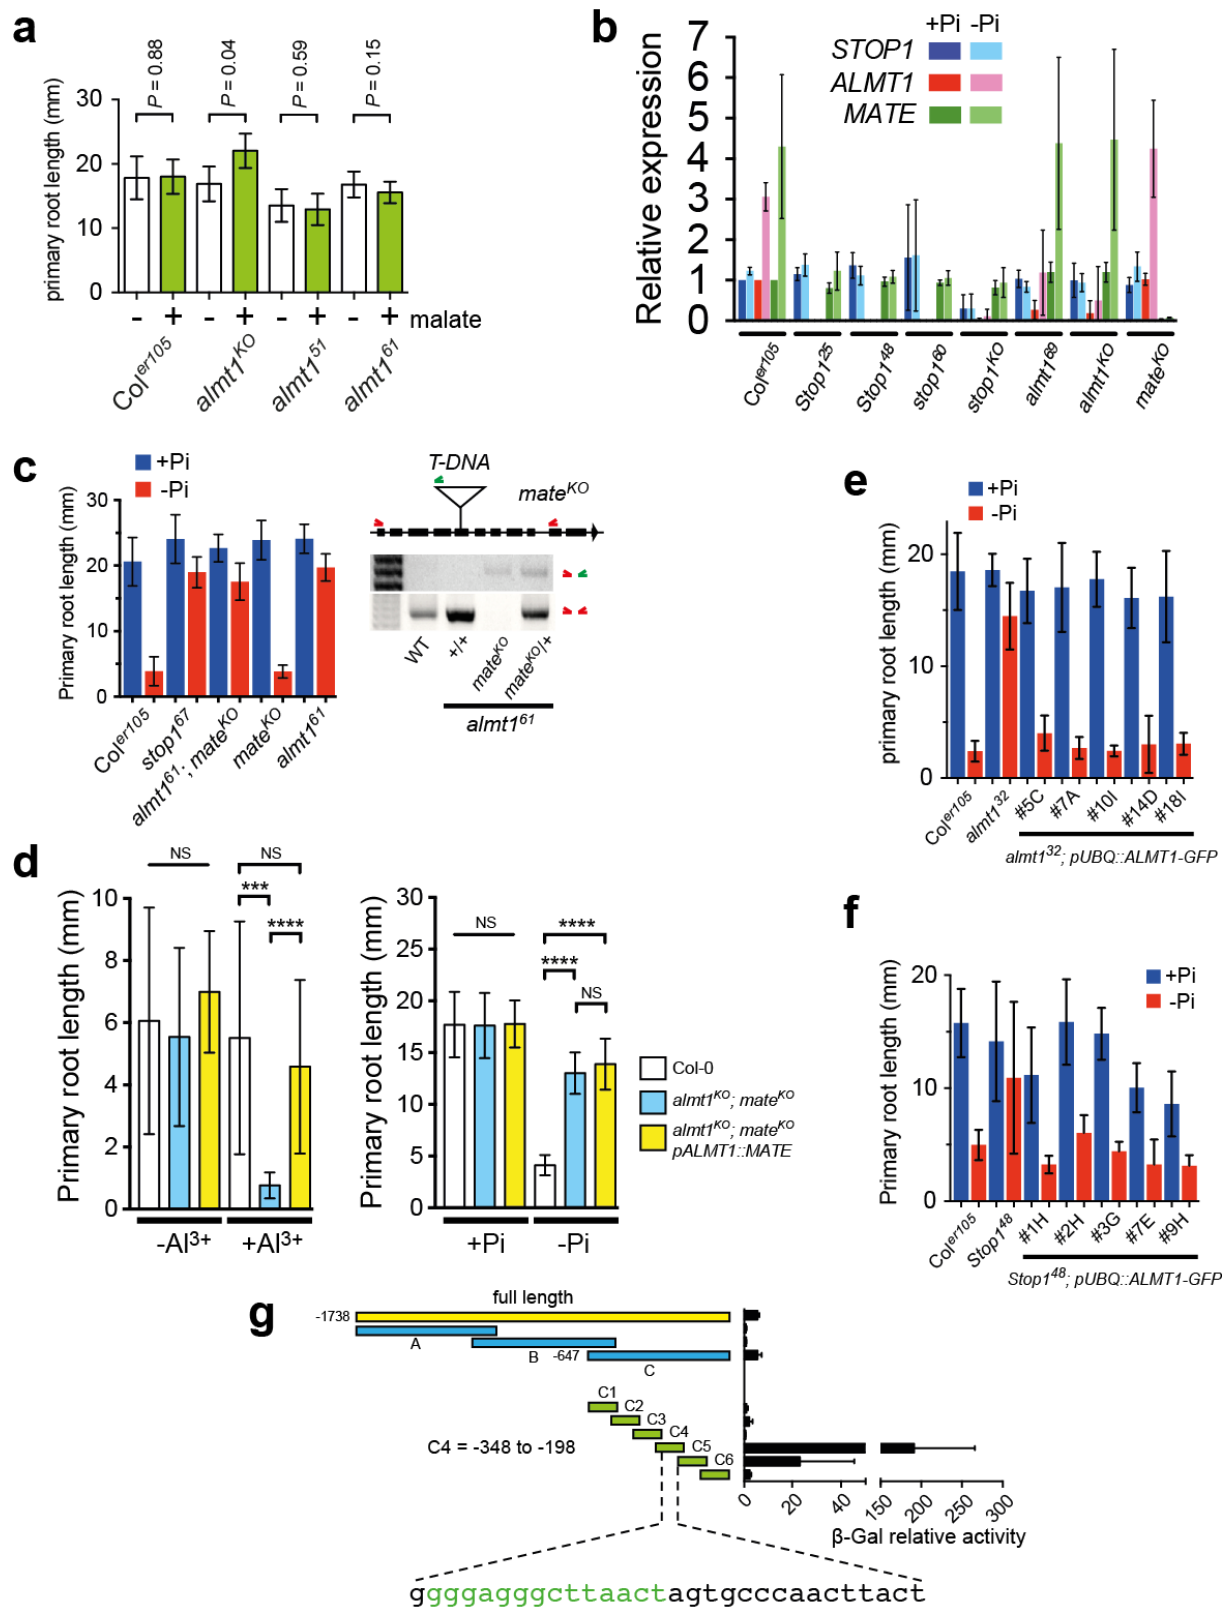 a
primary root length (mm)
30
20
10
0
P = 0.88
P = 0.04
P = 0.59
P = 0.15
- + - + - + - + malate
Col^er105
almt1^KO
almt1^51
almt1^61
b
Relative expression
7
6
5
4
3
2
1
0
+Pi -Pi
STOP1
ALMT1
MATE
Col^er105
Stop1^25
Stop1^48
stop1^60
stop1^KO
almt1^69
almt1^KO
mate^KO
c
+Pi
-Pi
Primary root length (mm)
30
20
10
0
Col^er105
stop1^67
almt1^61; mate^KO
mate^KO
almt1^61
T-DNA
mate^KO
WT
+/+
mate^KO
mate^KO/+
almt1^61
e
+Pi
-Pi
primary root length (mm)
20
10
0
Col^er105
almt1^32
#5C
#7A
#10I
#14D
#18I
almt1^32; pUBQ::ALMT1-GFP
d
Primary root length (mm)
10
8
6
4
2
0
NS
NS
***
****
-Al³⁺
+Al³⁺
Primary root length (mm)
30
25
20
15
10
5
0
NS
****
****
NS
+Pi
-Pi
Col-0
almt1^KO; mate^KO
almt1^KO; mate^KO
pALMT1::MATE
f
Primary root length (mm)
20
10
0
+Pi
-Pi
Col^er105
Stop1^48
#1H
#2H
#3G
#7E
#9H
Stop1^48; pUBQ::ALMT1-GFP
g
full length
-1738
A
B
-647
C
C1
C2
C3
C4
C5
C6
C4 = -348 to -198
0
20
40
150
200
250
300
β-Gal relative activity
ggggagggcttaactagtgcccaacttact